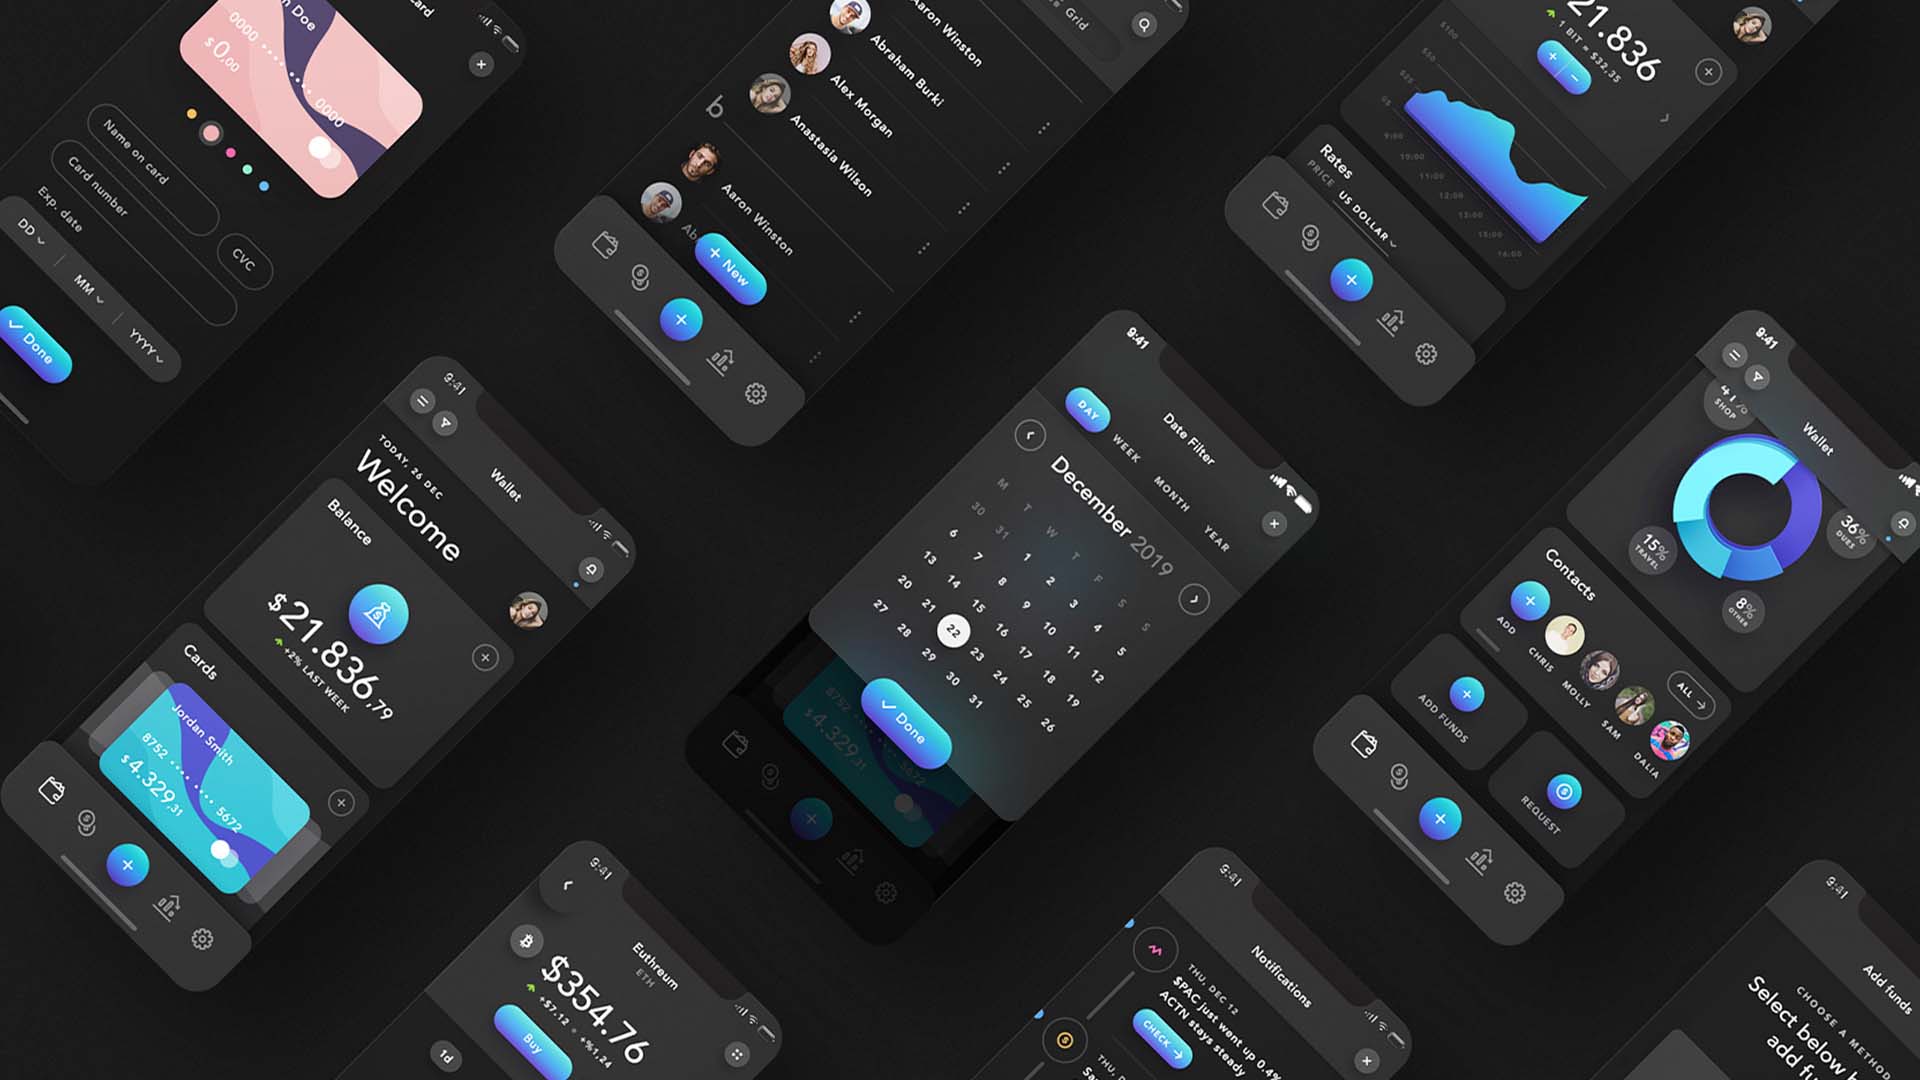 Card
n Doe
0000 •••• •••• 0000
$0,00
Name on card
Card number
Exp. date
CVC
DD
MM
YYYY
Done
Grid
Aaron Winston
Abraham Burki
Alex Morgan
Anastasia Wilson
b
Aaron Winston
Ab
+ New
21.836
1 BIT = $32,35
$100
$50
$25
0$
9:00
10:00
11:00
12:00
13:00
15:00
16:00
Rates
PRICE
US DOLLAR
9:41
Wallet
TODAY, 26 DEC
Welcome
Balance
$21.836,79
+2% LAST WEEK
Cards
Jordan Smith
8752 •••• •••• 5672
$4.329,31
9:41
Date Filter
DAY
WEEK
MONTH
YEAR
December 2019
M T W T F S S
30 31 1 2 3 4 5
6 7 8 9 10 11 12
13 14 15 16 17 18 19
20 21 22 23 24 25 26
27 28 29 30 31
Done
8752
5672
$4.329,31
9:41
Wallet
41%
SHOP
36%
DUES
15%
TRAVEL
8%
OTHER
Contacts
ADD
CHRIS
MOLLY
SAM
DALIA
ALL
ADD FUNDS
REQUEST
9:41
Euthreum
ETH
$354.76
+$7.12 • +%1,24
Buy
1d
9:41
Notifications
THU, DEC 12
$PAC just went up 0.4%
ACTN stays steady
CHECK
THU, D
Sa
9:41
Add funds
CHOOSE A METHOD
Select below
add fu